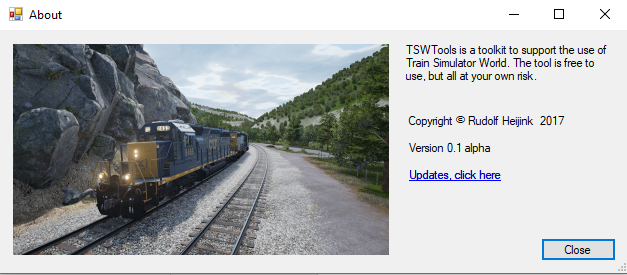 About
TSWTools is a toolkit to support the use of
Train Simulator World. The tool is free to
use, but all at your own risk.
Copyright © Rudolf Heijink 2017
Version 0.1 alpha
Updates, click here
Close